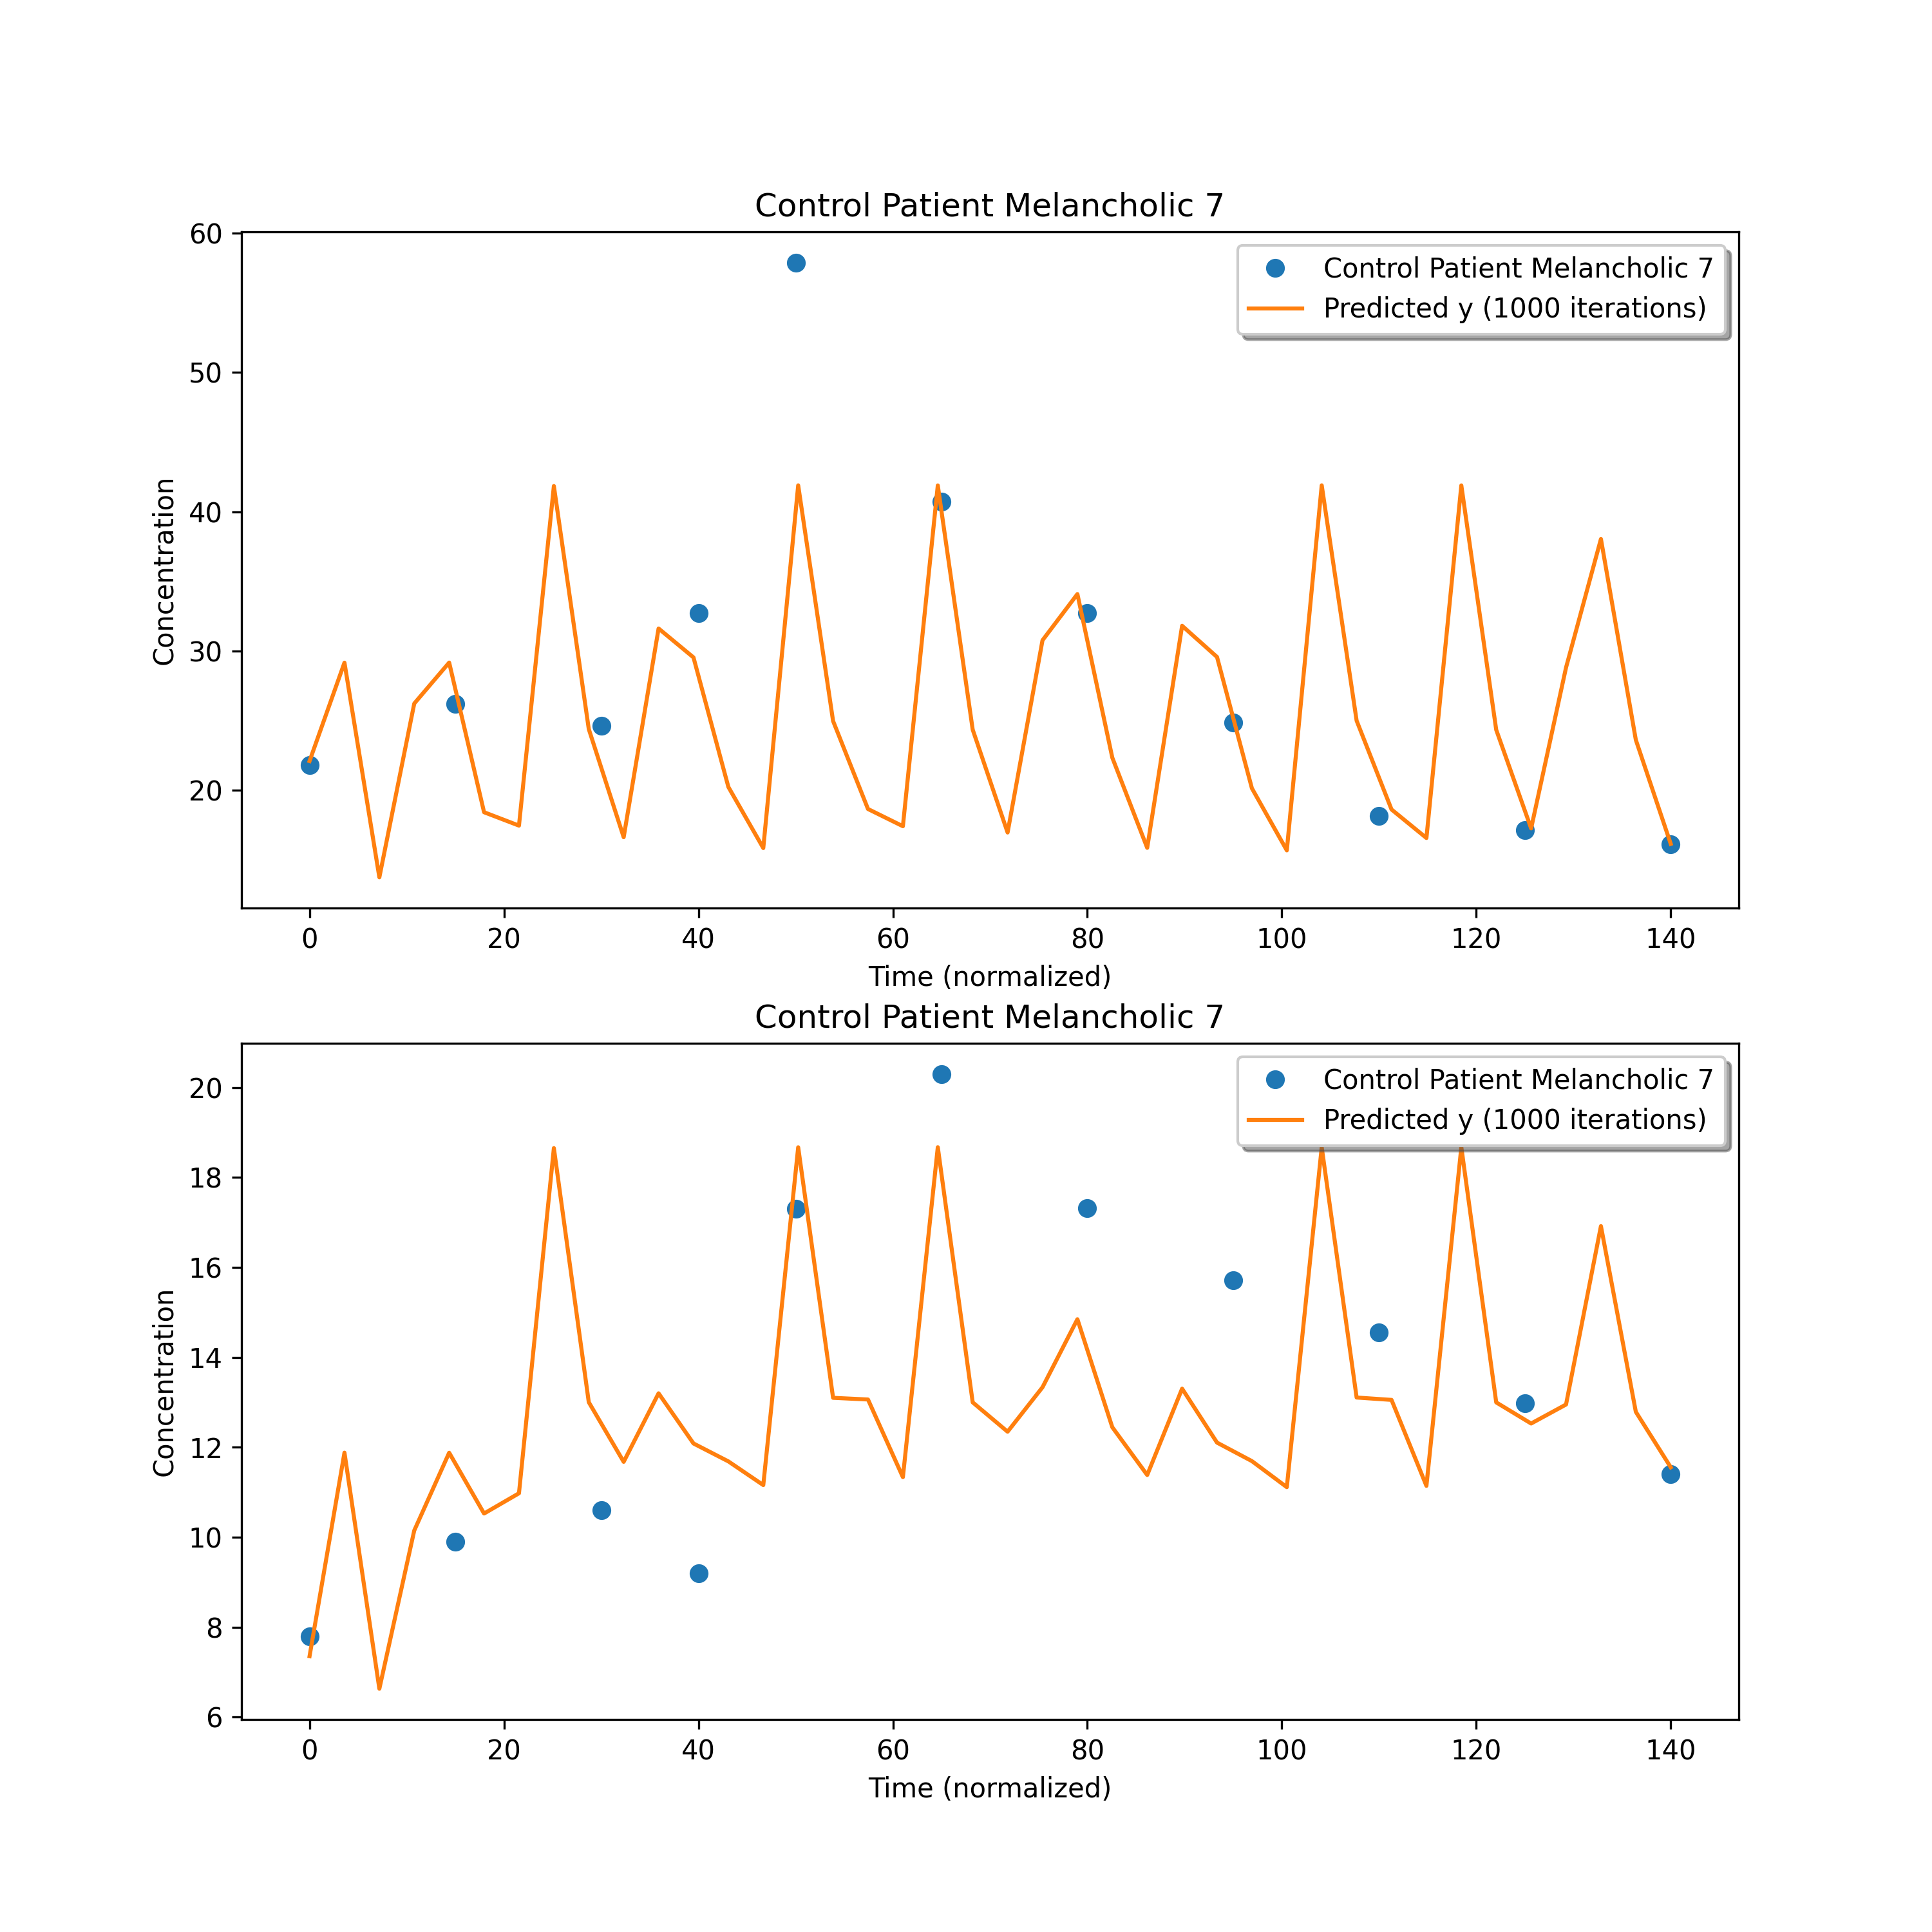 Control Patient Melancholic 7
60
50
40
30
20
Concentration
Control Patient Melancholic 7
Predicted y (1000 iterations)
0 20 40 60 80 100 120 140
Time (normalized)
Control Patient Melancholic 7
20
18
16
14
12
10
8
6
Concentration
Control Patient Melancholic 7
Predicted y (1000 iterations)
0 20 40 60 80 100 120 140
Time (normalized)